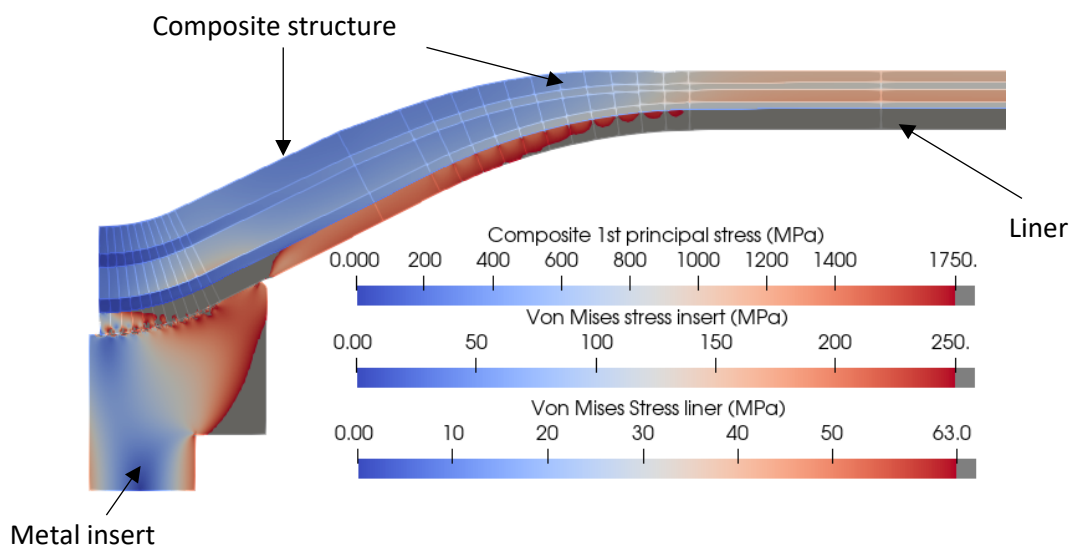 Composite structure
Liner
Composite 1st principal stress (MPa)
0.000 200 400 600 800 1000 1200 1400 1750.
Von Mises stress insert (MPa)
0.00 50 100 150 200 250.
Von Mises Stress liner (MPa)
0.00 10 20 30 40 50 63.0
Metal insert